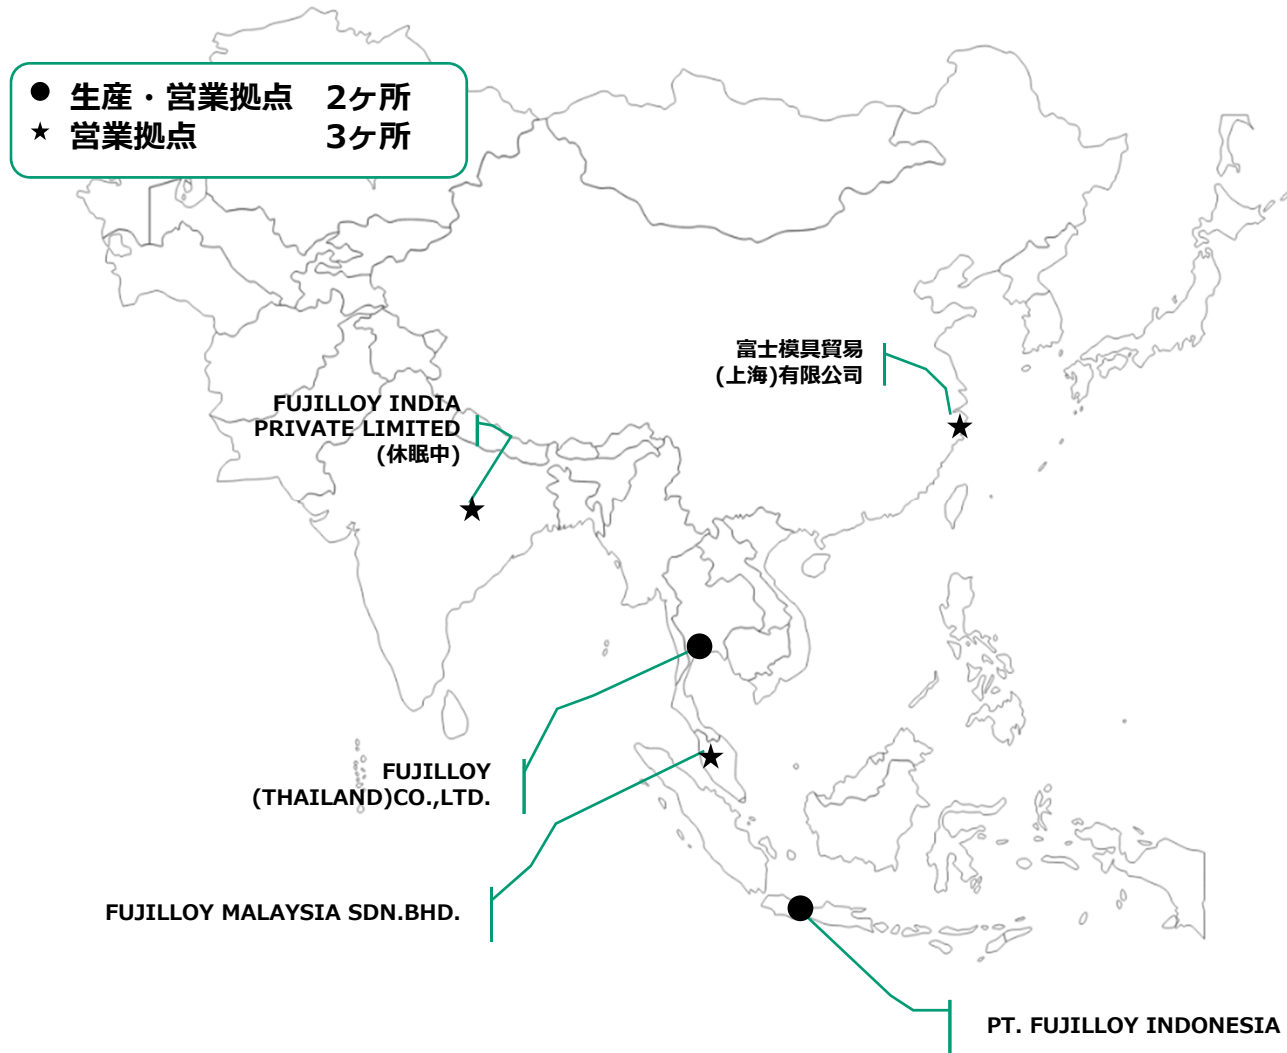 ● 生産・営業拠点 2ヶ所
★ 営業拠点 3ヶ所
富士模具貿易
(上海)有限公司
FUJILLOY INDIA
PRIVATE LIMITED
(休眠中)
FUJILLOY
(THAILAND)CO.,LTD.
FUJILLOY MALAYSIA SDN.BHD.
PT. FUJILLOY INDONESIA